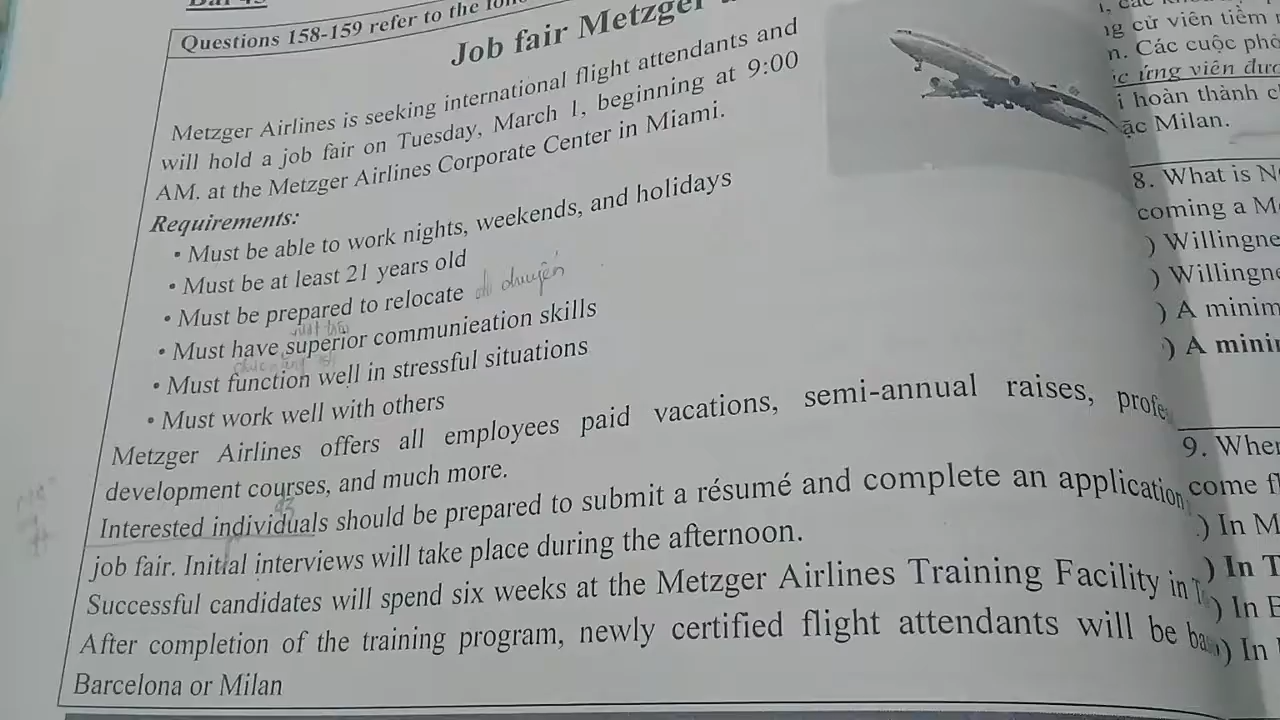 Questions 158-159 refer to the
Job fair Metzger
Metzger Airlines is seeking international flight attendants and
will hold a job fair on Tuesday, March 1, beginning at 9:00
AM. at the Metzger Airlines Corporate Center in Miami.
Requirements:
• Must be able to work nights, weekends, and holidays
• Must be at least 21 years old
• Must be prepared to relocate di chuyển
• Must have superior communieation skills
• Must function well in stressful situations
• Must work well with others
Metzger Airlines offers all employees paid vacations, semi-annual raises,
development courses, and much more.
Interested individuals should be prepared to submit a résumé and complete an application
job fair. Initial interviews will take place during the afternoon.
Successful candidates will spend six weeks at the Metzger Airlines Training Facility in
After completion of the training program, newly certified flight attendants will be
Barcelona or Milan
cử viên tiềm
Các cuộc
ứng viên
hoàn thành
Milan.
8. What is
coming a
)
)
) A
) A
9.
come
) In
) In
) In
) In